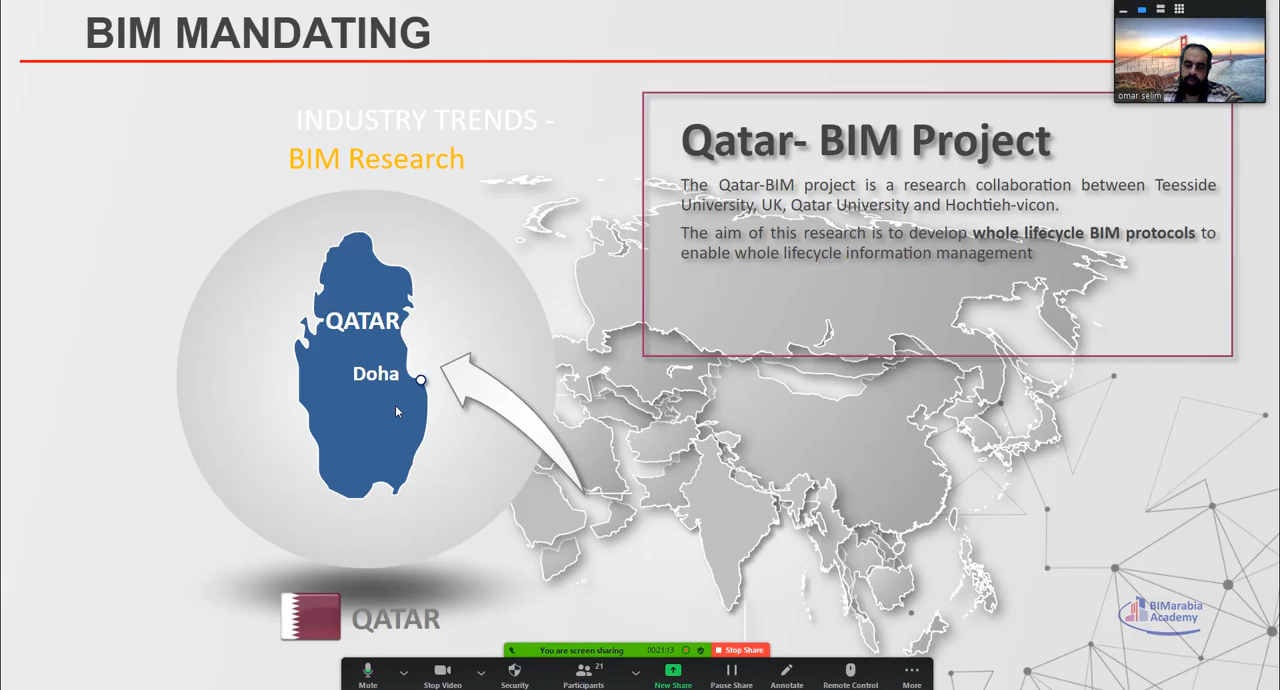 BIM MANDATING
omar selim
INDUSTRY TRENDS -
BIM Research
Qatar- BIM Project
The Qatar-BIM project is a research collaboration between Teesside
University, UK, Qatar University and Hochtieh-vicon.
The aim of this research is to develop whole lifecycle BIM protocols to
enable whole lifecycle information management
QATAR
Doha
QATAR
BIMarabia
Academy
You are screen sharing
00:21:13
Stop Share
21
Mute
Stop Video
Security
Participants
New Share
Pause Share
Annotate
Remote Control
More